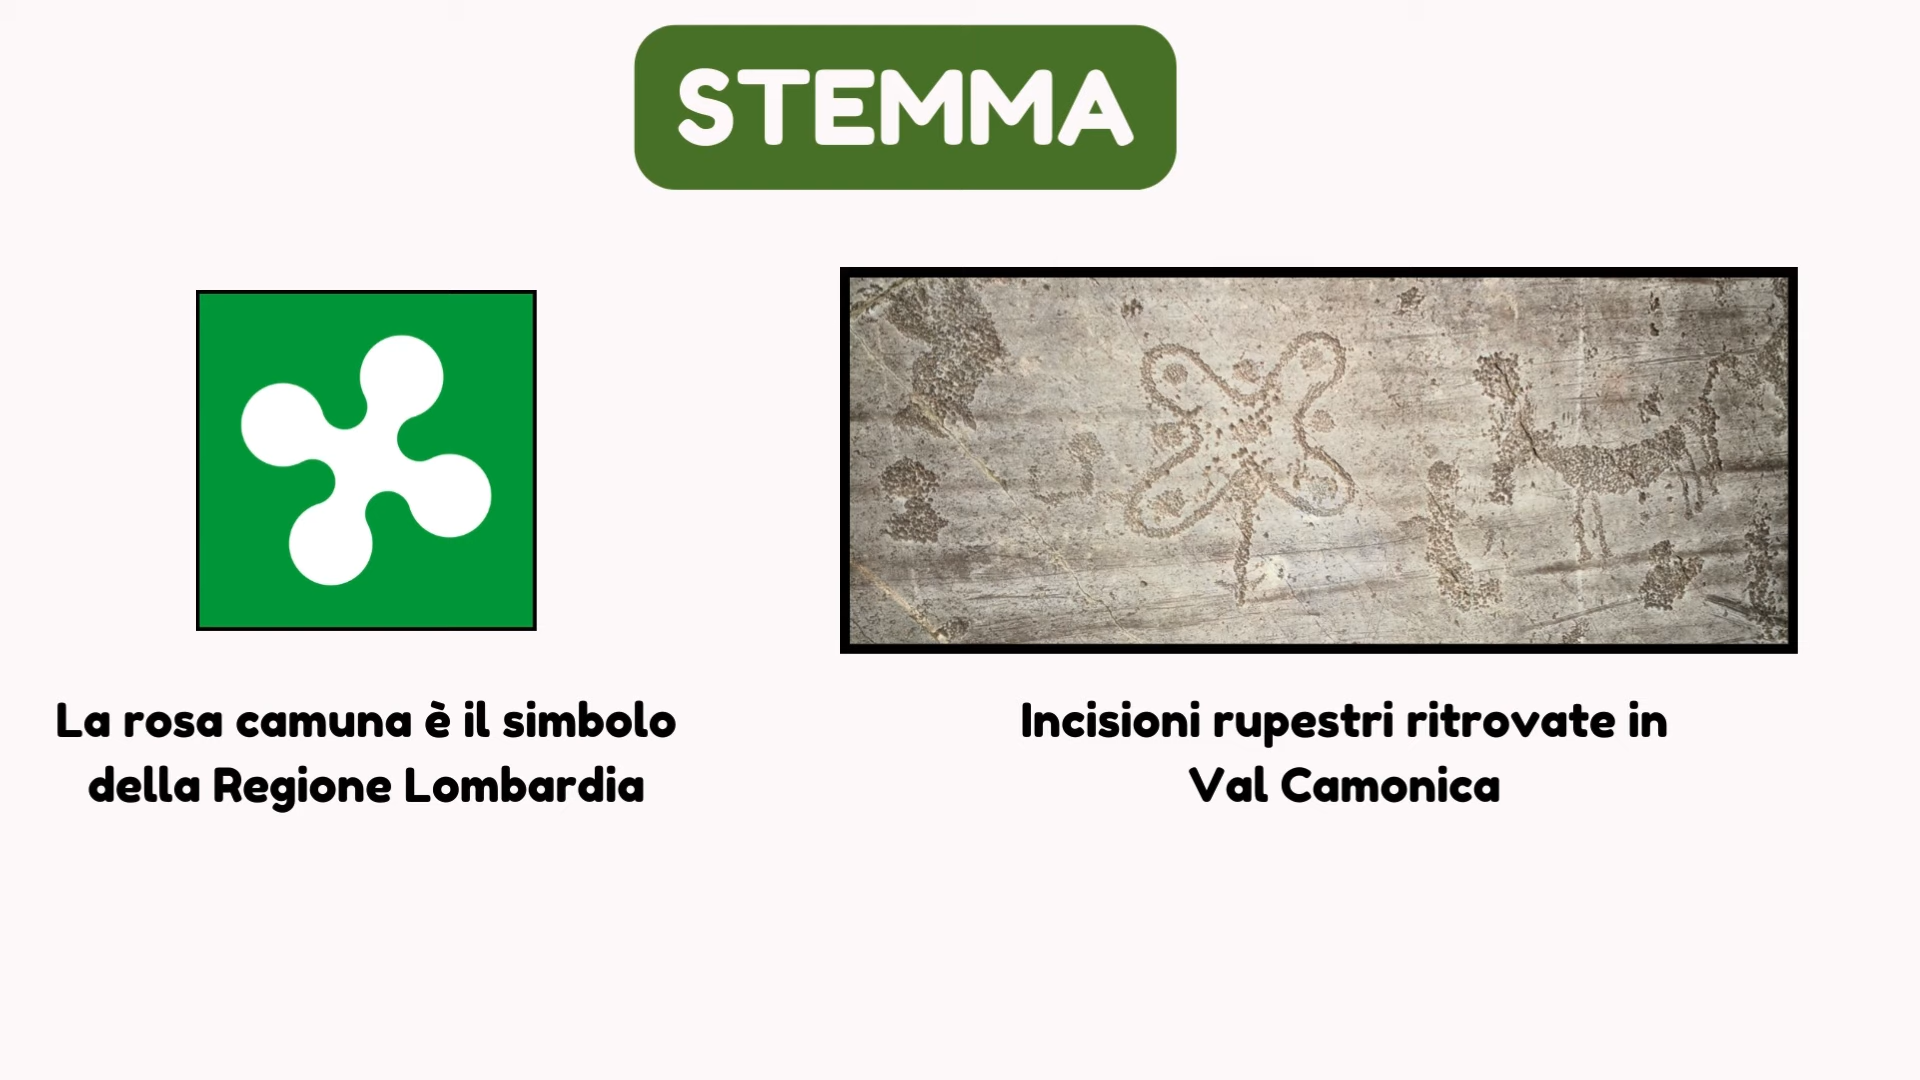 STEMMA
La rosa camuna è il simbolo
della Regione Lombardia
Incisioni rupestri ritrovate in
Val Camonica